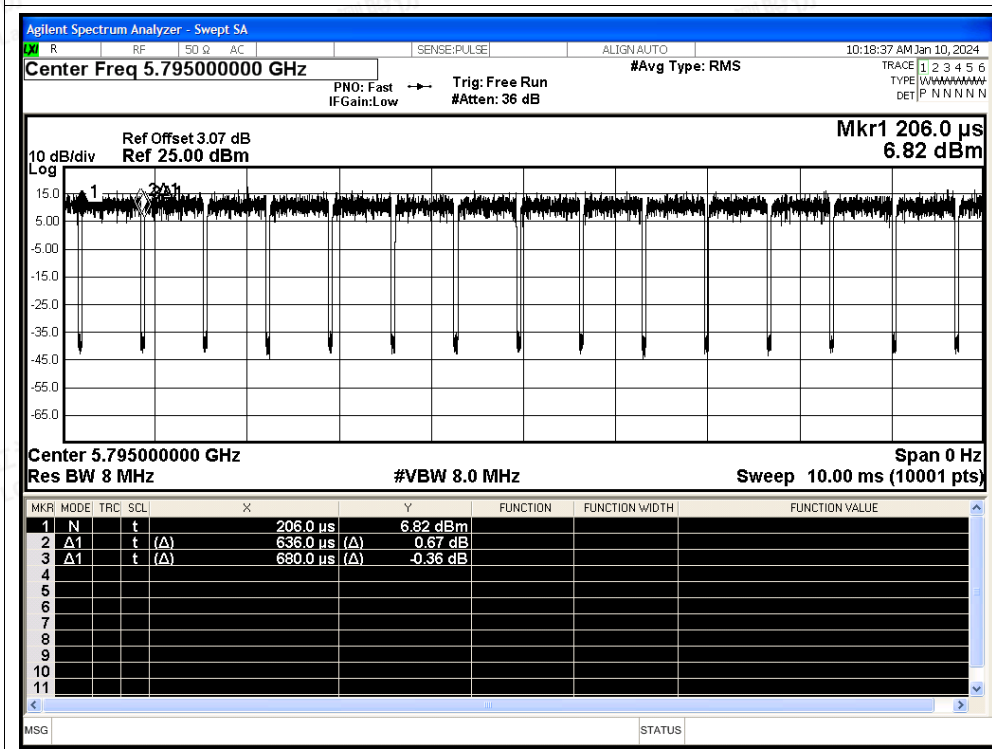 Agilent Spectrum Analyzer - Swept SA
LXI R RF 50 Ω AC SENSE:PULSE ALIGN AUTO 10:18:37 AM Jan 10, 2024
Center Freq 5.795000000 GHz #Avg Type: RMS TRACE 1 2 3 4 5 6
PNO: Fast Trig: Free Run TYPE WWWWWW
IFGain:Low #Atten: 36 dB DET P N N N N N
Mkr1 206.0 µs
Ref Offset 3.07 dB
10 dB/div Ref 25.00 dBm 6.82 dBm
Log
15.0
5.00
-5.00
-15.0
-25.0
-35.0
-45.0
-55.0
-65.0
1 3Δ1
Center 5.795000000 GHz Span 0 Hz
Res BW 8 MHz #VBW 8.0 MHz Sweep 10.00 ms (10001 pts)
MKR MODE TRC SCL X Y FUNCTION FUNCTION WIDTH FUNCTION VALUE
1 N t 206.0 µs 6.82 dBm
2 Δ1 t (Δ) 636.0 µs (Δ) 0.67 dB
3 Δ1 t (Δ) 680.0 µs (Δ) -0.36 dB
4
5
6
7
8
9
10
11
MSG STATUS